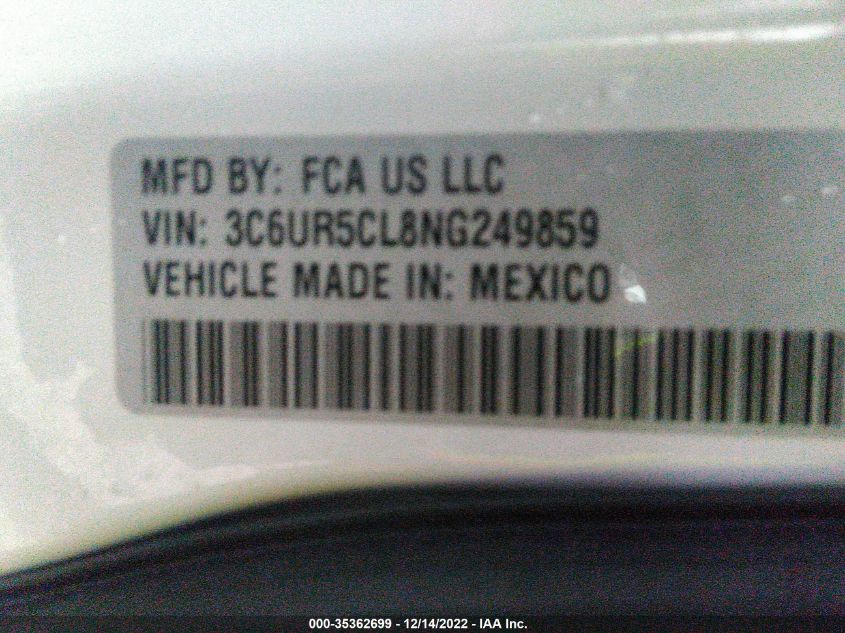 MFD BY: FCA US LLC
VIN: 3C6UR5CL8NG249859
VEHICLE MADE IN: MEXICO
000-35362699 - 12/14/2022 - IAA Inc.